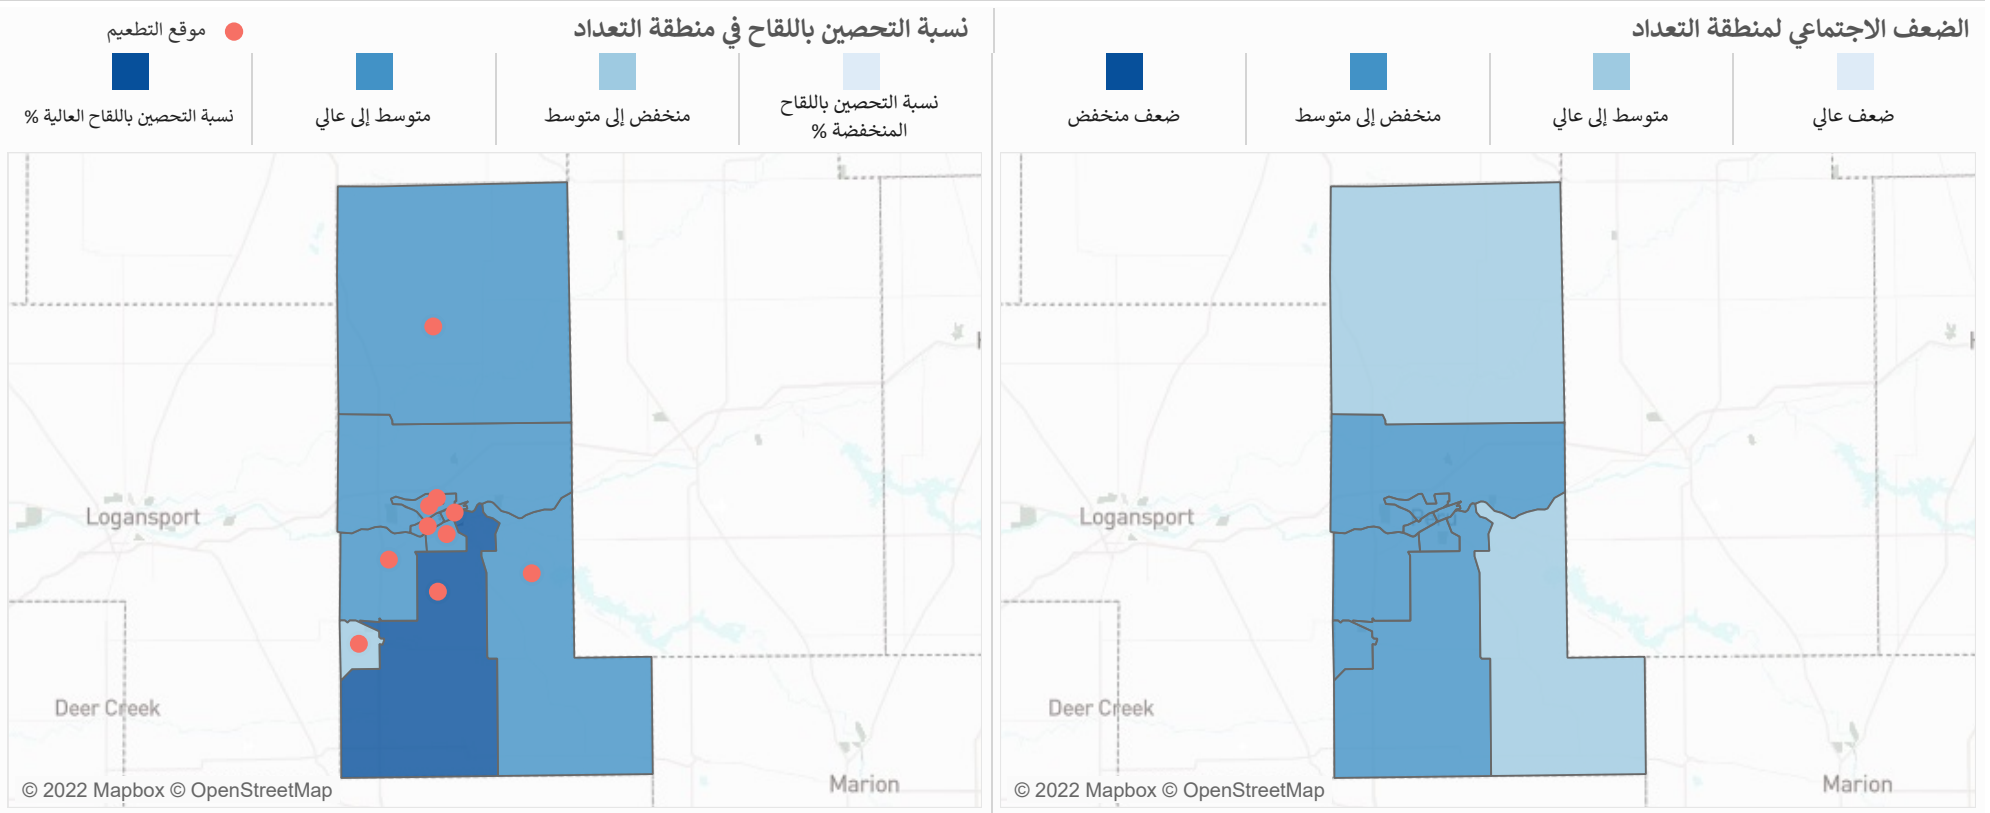 الضعف الاجتماعي لمنطقة التعداد
ضعف عالي
متوسط إلى عالي
منخفض إلى متوسط
ضعف منخفض
Logansport
Deer Creek
Marion
© 2022 Mapbox © OpenStreetMap
نسبة التحصين باللقاح في منطقة التعداد
موقع التطعيم
نسبة التحصين باللقاح
المنخفضة %
منخفض إلى متوسط
متوسط إلى عالي
نسبة التحصين باللقاح العالية %
Logansport
Deer Creek
Marion
© 2022 Mapbox © OpenStreetMap